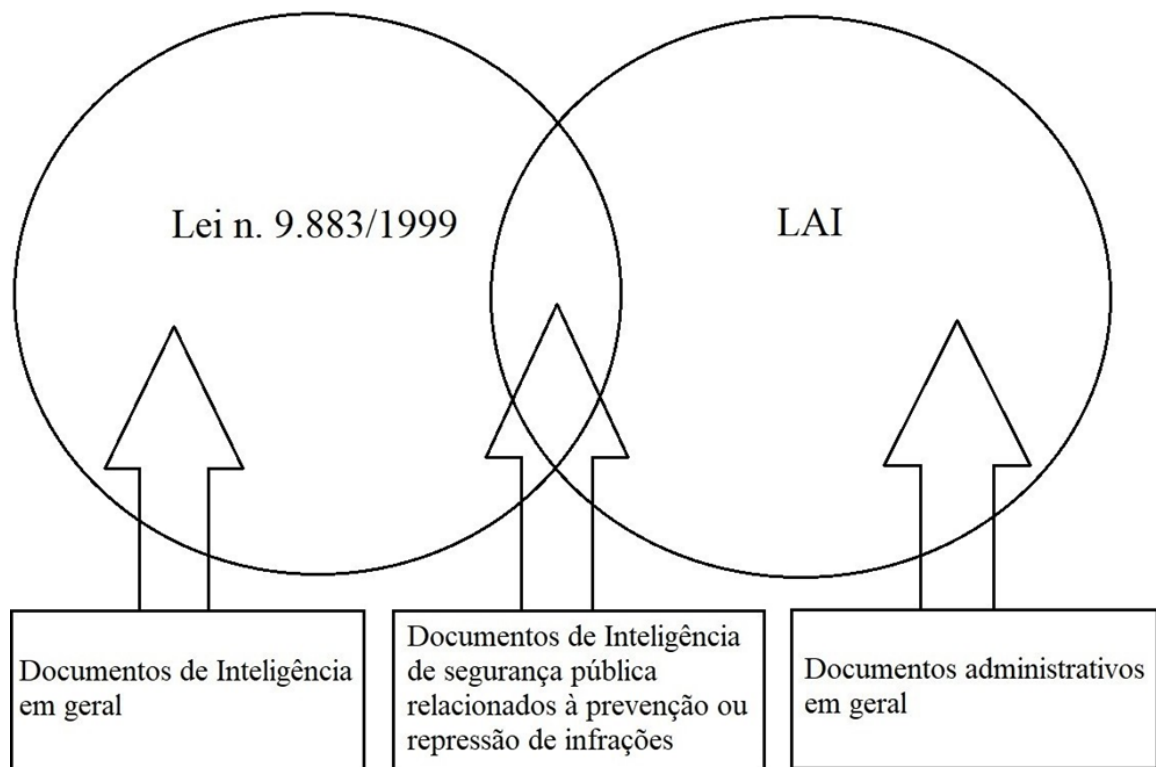 Lei n. 9.883/1999
LAI
Documentos de Inteligência
em geral
Documentos de Inteligência
de segurança pública
relacionados à prevenção ou
repressão de infrações
Documentos administrativos
em geral